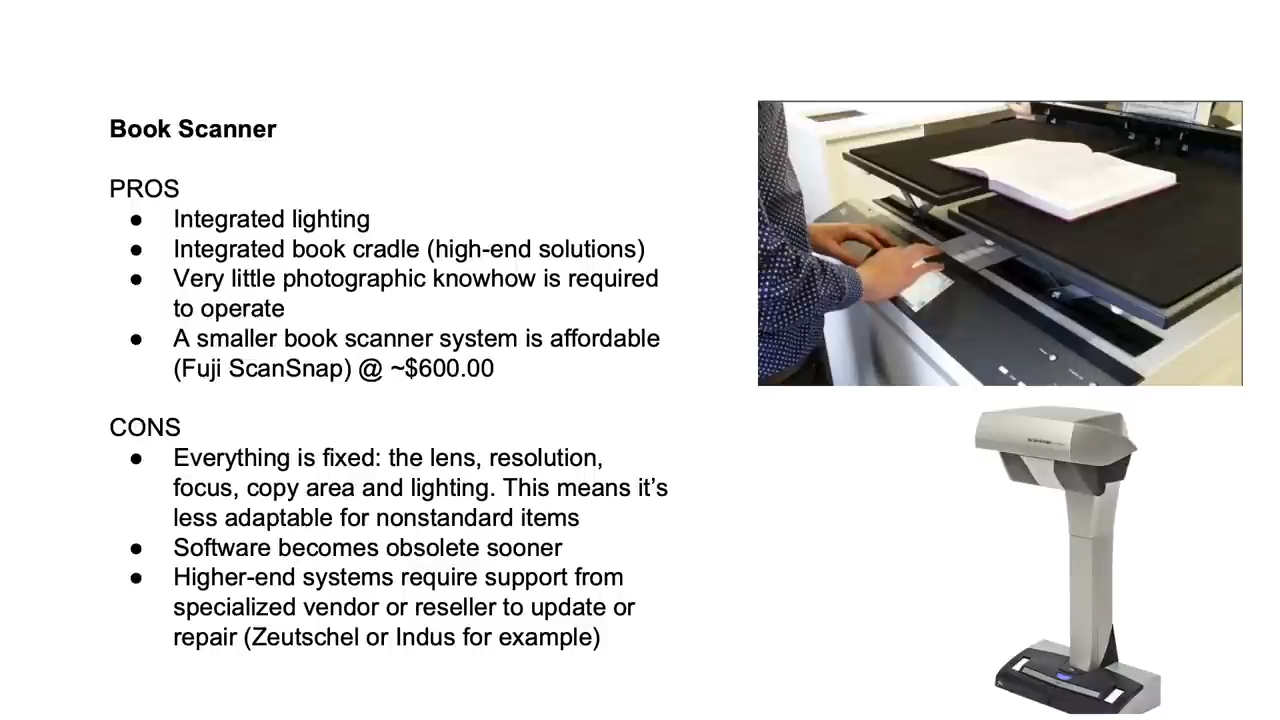 Book Scanner
PROS
● Integrated lighting
● Integrated book cradle (high-end solutions)
● Very little photographic knowhow is required
to operate
● A smaller book scanner system is affordable
(Fuji ScanSnap) @ ~$600.00
CONS
● Everything is fixed: the lens, resolution,
focus, copy area and lighting. This means it’s
less adaptable for nonstandard items
● Software becomes obsolete sooner
● Higher-end systems require support from
specialized vendor or reseller to update or
repair (Zeutschel or Indus for example)